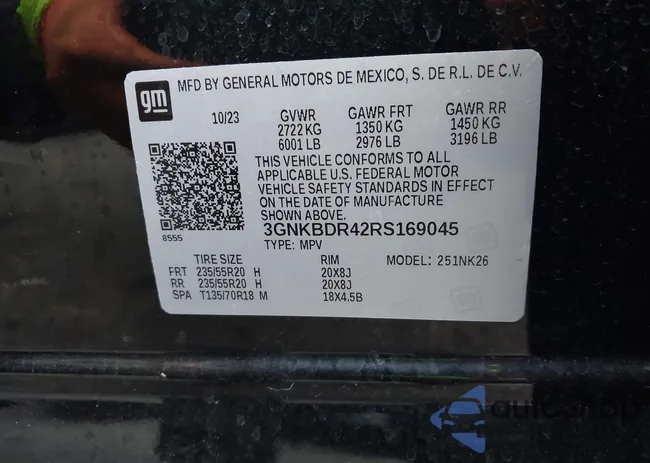 gm
MFD BY GENERAL MOTORS DE MEXICO, S. DE R.L. DE C.V.
10/23 GVWR GAWR FRT GAWR RR
2722 KG 1350 KG 1450 KG
6001 LB 2976 LB 3196 LB
THIS VEHICLE CONFORMS TO ALL
APPLICABLE U.S. FEDERAL MOTOR
VEHICLE SAFETY STANDARDS IN EFFECT
ON THE DATE OF MANUFACTURE
SHOWN ABOVE.
8555
3GNKBDR42RS169045
TYPE: MPV
TIRE SIZE RIM MODEL: 251NK26
FRT 235/55R20 H 20X8J
RR 235/55R20 H 20X8J
SPA T135/70R18 M 18X4.5B
autoshop